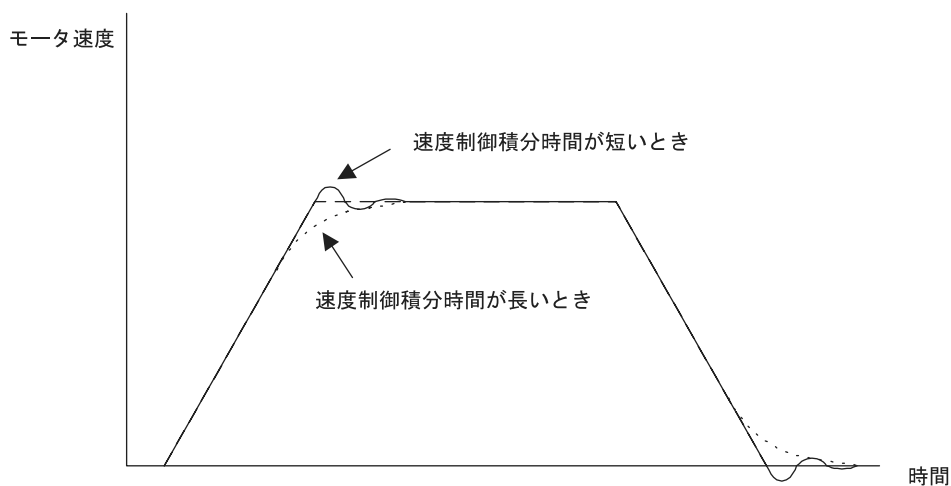 モータ速度
速度制御積分時間が短いとき
速度制御積分時間が長いとき
時間